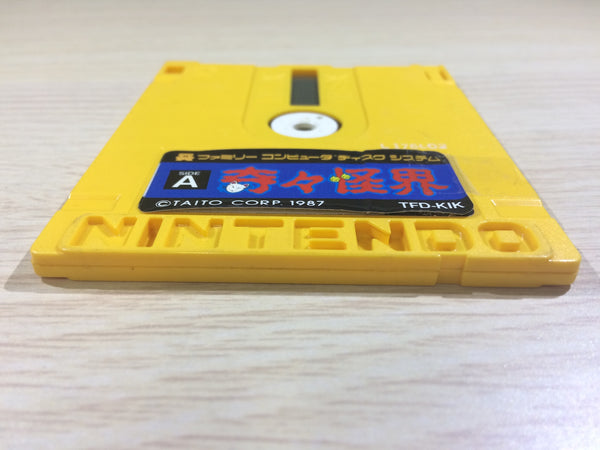 ファミリー コンピュータ ディスク システム
SIDE
A
奇々怪界
©TAITO CORP. 1987 TFD-KIK
NINTENDO